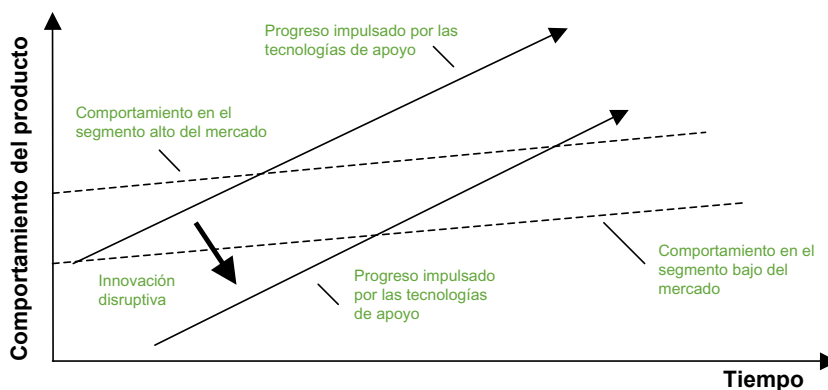 Comportamiento del producto
Progreso impulsado por las
tecnologías de apoyo
Comportamiento en el
segmento alto del mercado
Innovación
disruptiva
Progreso impulsado
por las tecnologías
de apoyo
Comportamiento en el
segmento bajo del
mercado
Tiempo